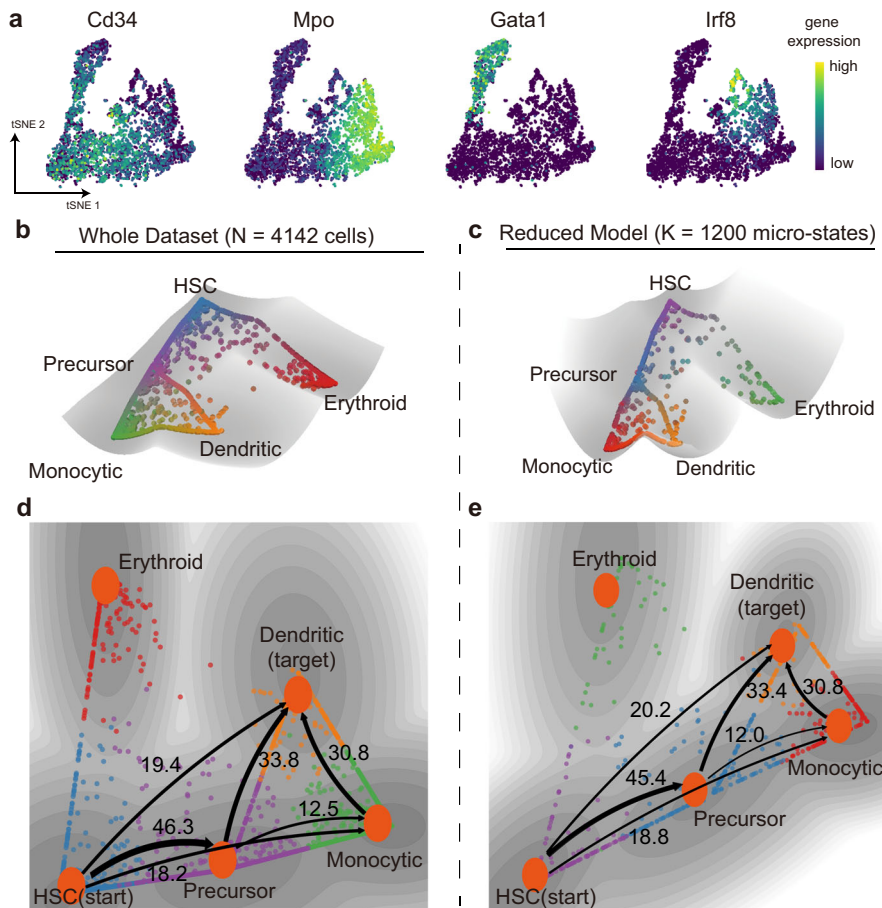 a
Cd34
Mpo
Gata1
Irf8
gene
expression
high
low
tSNE 2
tSNE 1
b
Whole Dataset (N = 4142 cells)
HSC
Precursor
Erythroid
Dendritic
Monocytic
c
Reduced Model (K = 1200 micro-states)
HSC
Precursor
Erythroid
Monocytic
Dendritic
d
Erythroid
Dendritic
(target)
19.4
33.8
30.8
12.5
46.3
18.2
Monocytic
HSC(start)
Precursor
e
Erythroid
Dendritic
(target)
20.2
33.4
30.8
12.0
45.4
Monocytic
Precursor
18.8
HSC(start)